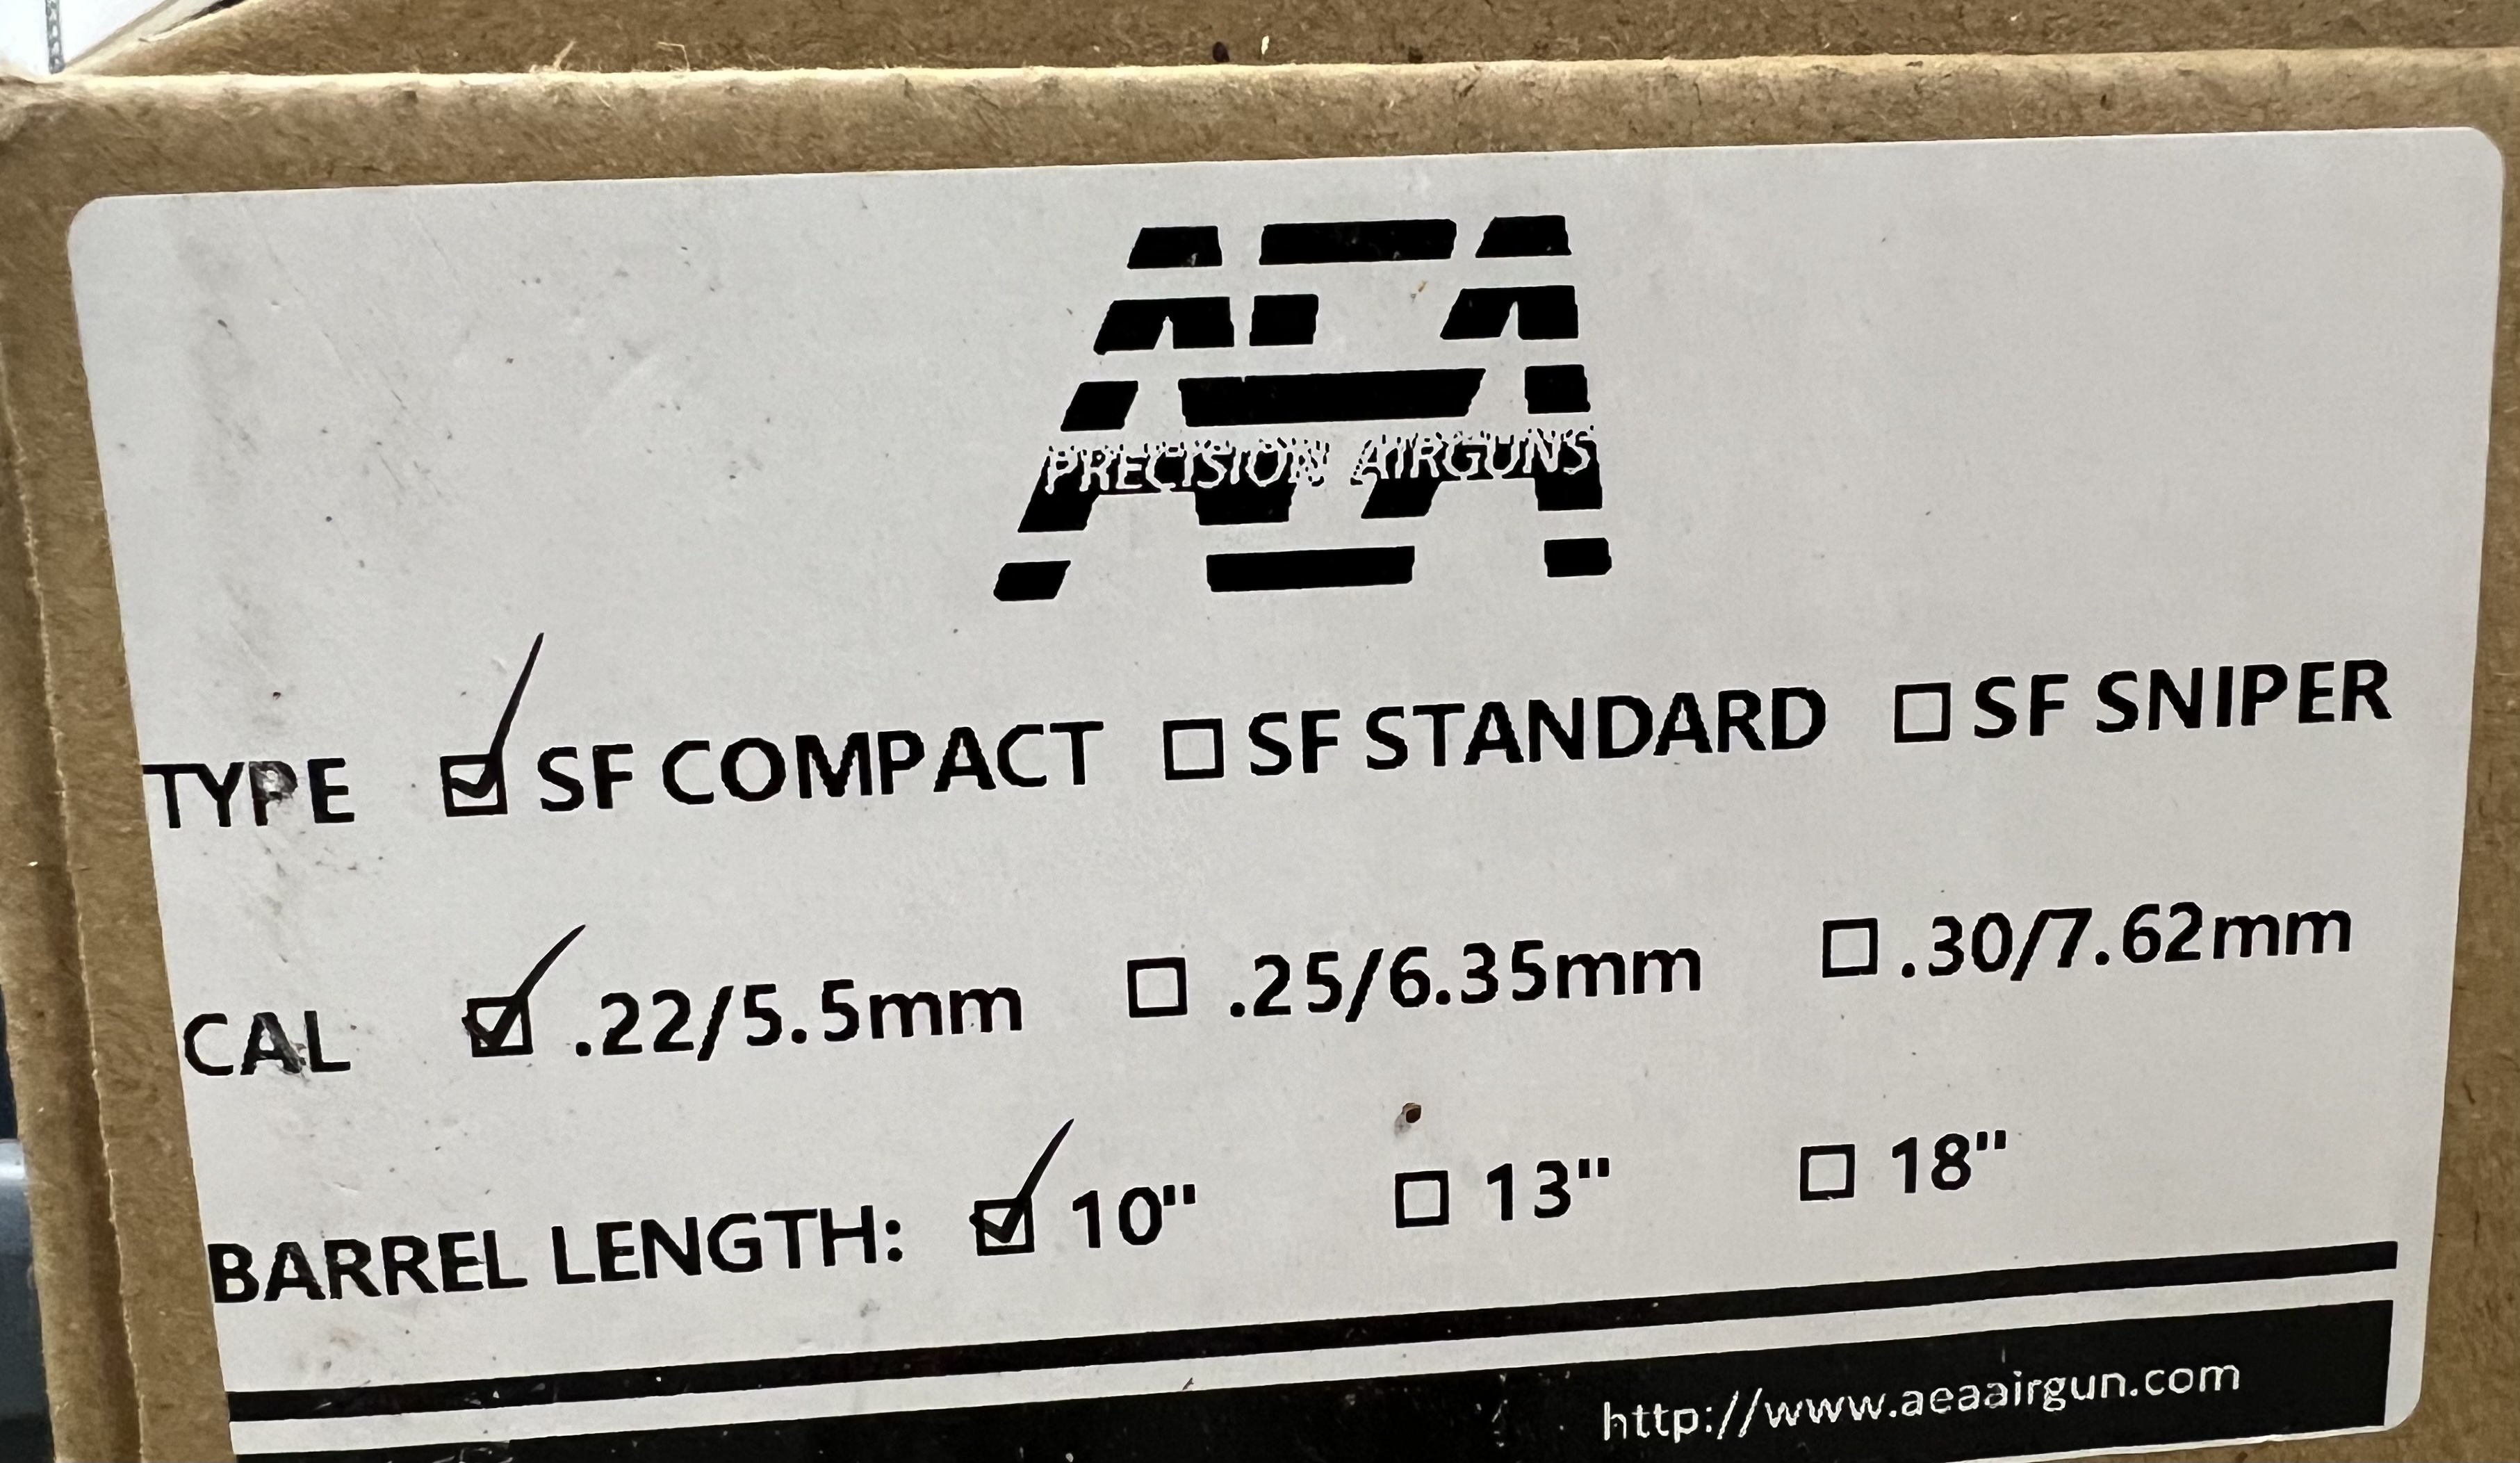 AEA
PRECISION AIRGUNS
TYPE ☑ SF COMPACT ☐ SF STANDARD ☐ SF SNIPER
CAL ☑ .22/5.5mm ☐ .25/6.35mm ☐ .30/7.62mm
BARREL LENGTH: ☑ 10" ☐ 13" ☐ 18"
http://www.aeaairgun.com